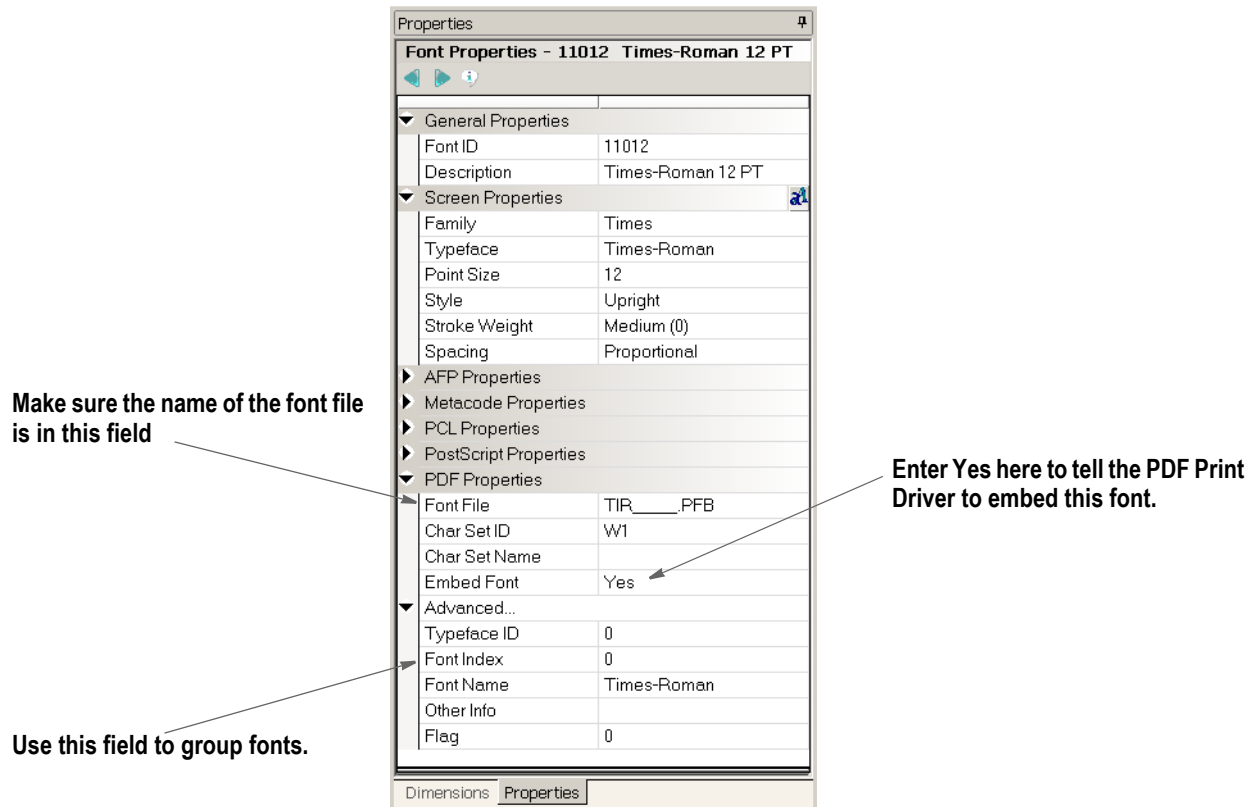 Properties
Font Properties - 11012 Times-Roman 12 PT
General Properties
Font ID 11012
Description Times-Roman 12 PT
Screen Properties
Family Times
Typeface Times-Roman
Point Size 12
Style Upright
Stroke Weight Medium (0)
Spacing Proportional
AFP Properties
Metacode Properties
PCL Properties
PostScript Properties
PDF Properties
Font File TIR_____.PFB
Char Set ID W1
Char Set Name
Embed Font Yes
Advanced...
Typeface ID 0
Font Index 0
Font Name Times-Roman
Other Info
Flag 0
Dimensions Properties
Make sure the name of the font file
is in this field
Enter Yes here to tell the PDF Print
Driver to embed this font.
Use this field to group fonts.